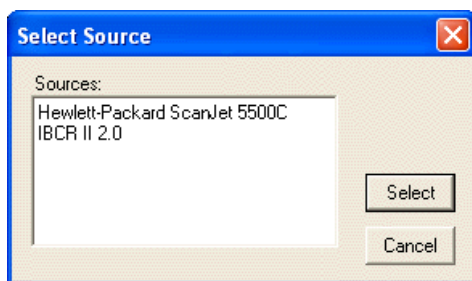 Select Source
Sources:
Hewlett-Packard ScanJet 5500C
IBCR II 2.0
Select
Cancel